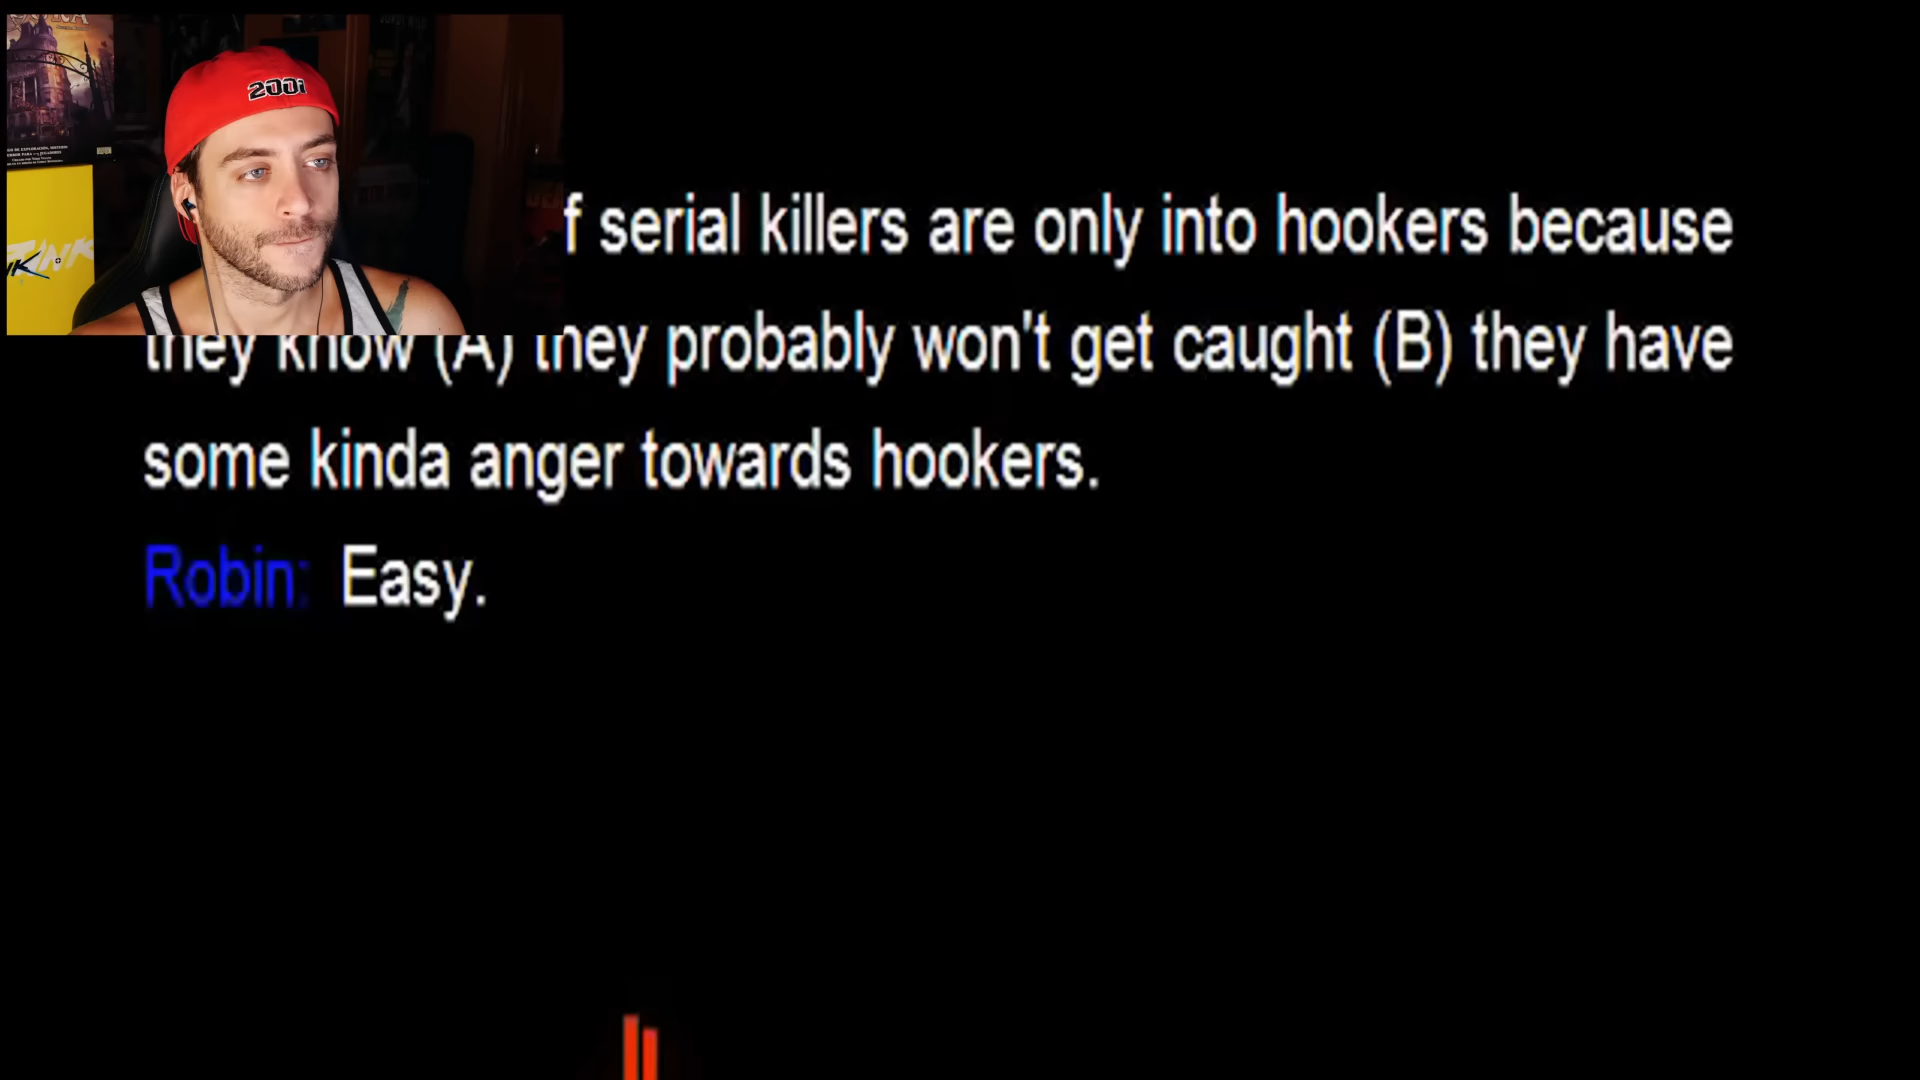 2001
f serial killers are only into hookers because
they know (A) they probably won't get caught (B) they have
some kinda anger towards hookers.
Robin: Easy.